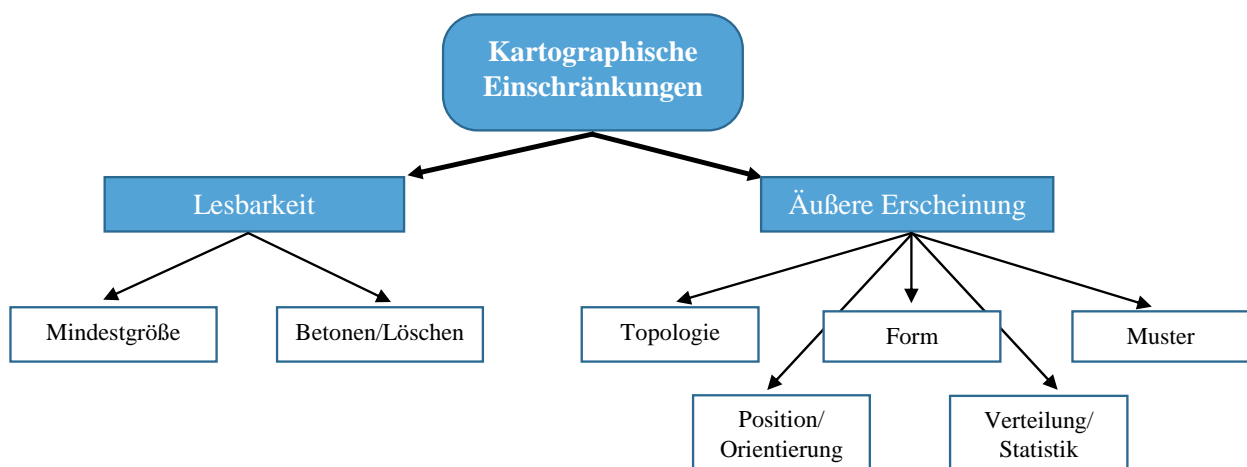 Kartographische
Einschränkungen
Lesbarkeit
Äußere Erscheinung
Mindestgröße
Betonen/Löschen
Topologie
Form
Muster
Position/
Orientierung
Verteilung/
Statistik